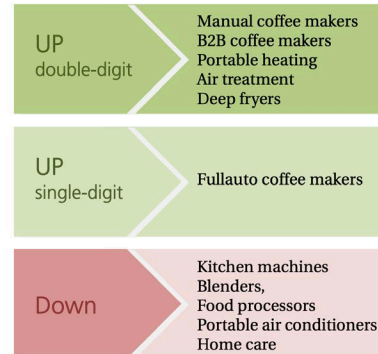 UP
double-digit
Manual coffee makers
B2B coffee makers
Portable heating
Air treatment
Deep fryers
UP
single-digit
Fullauto coffee makers
Down
Kitchen machines
Blenders,
Food processors
Portable air conditioners
Home care